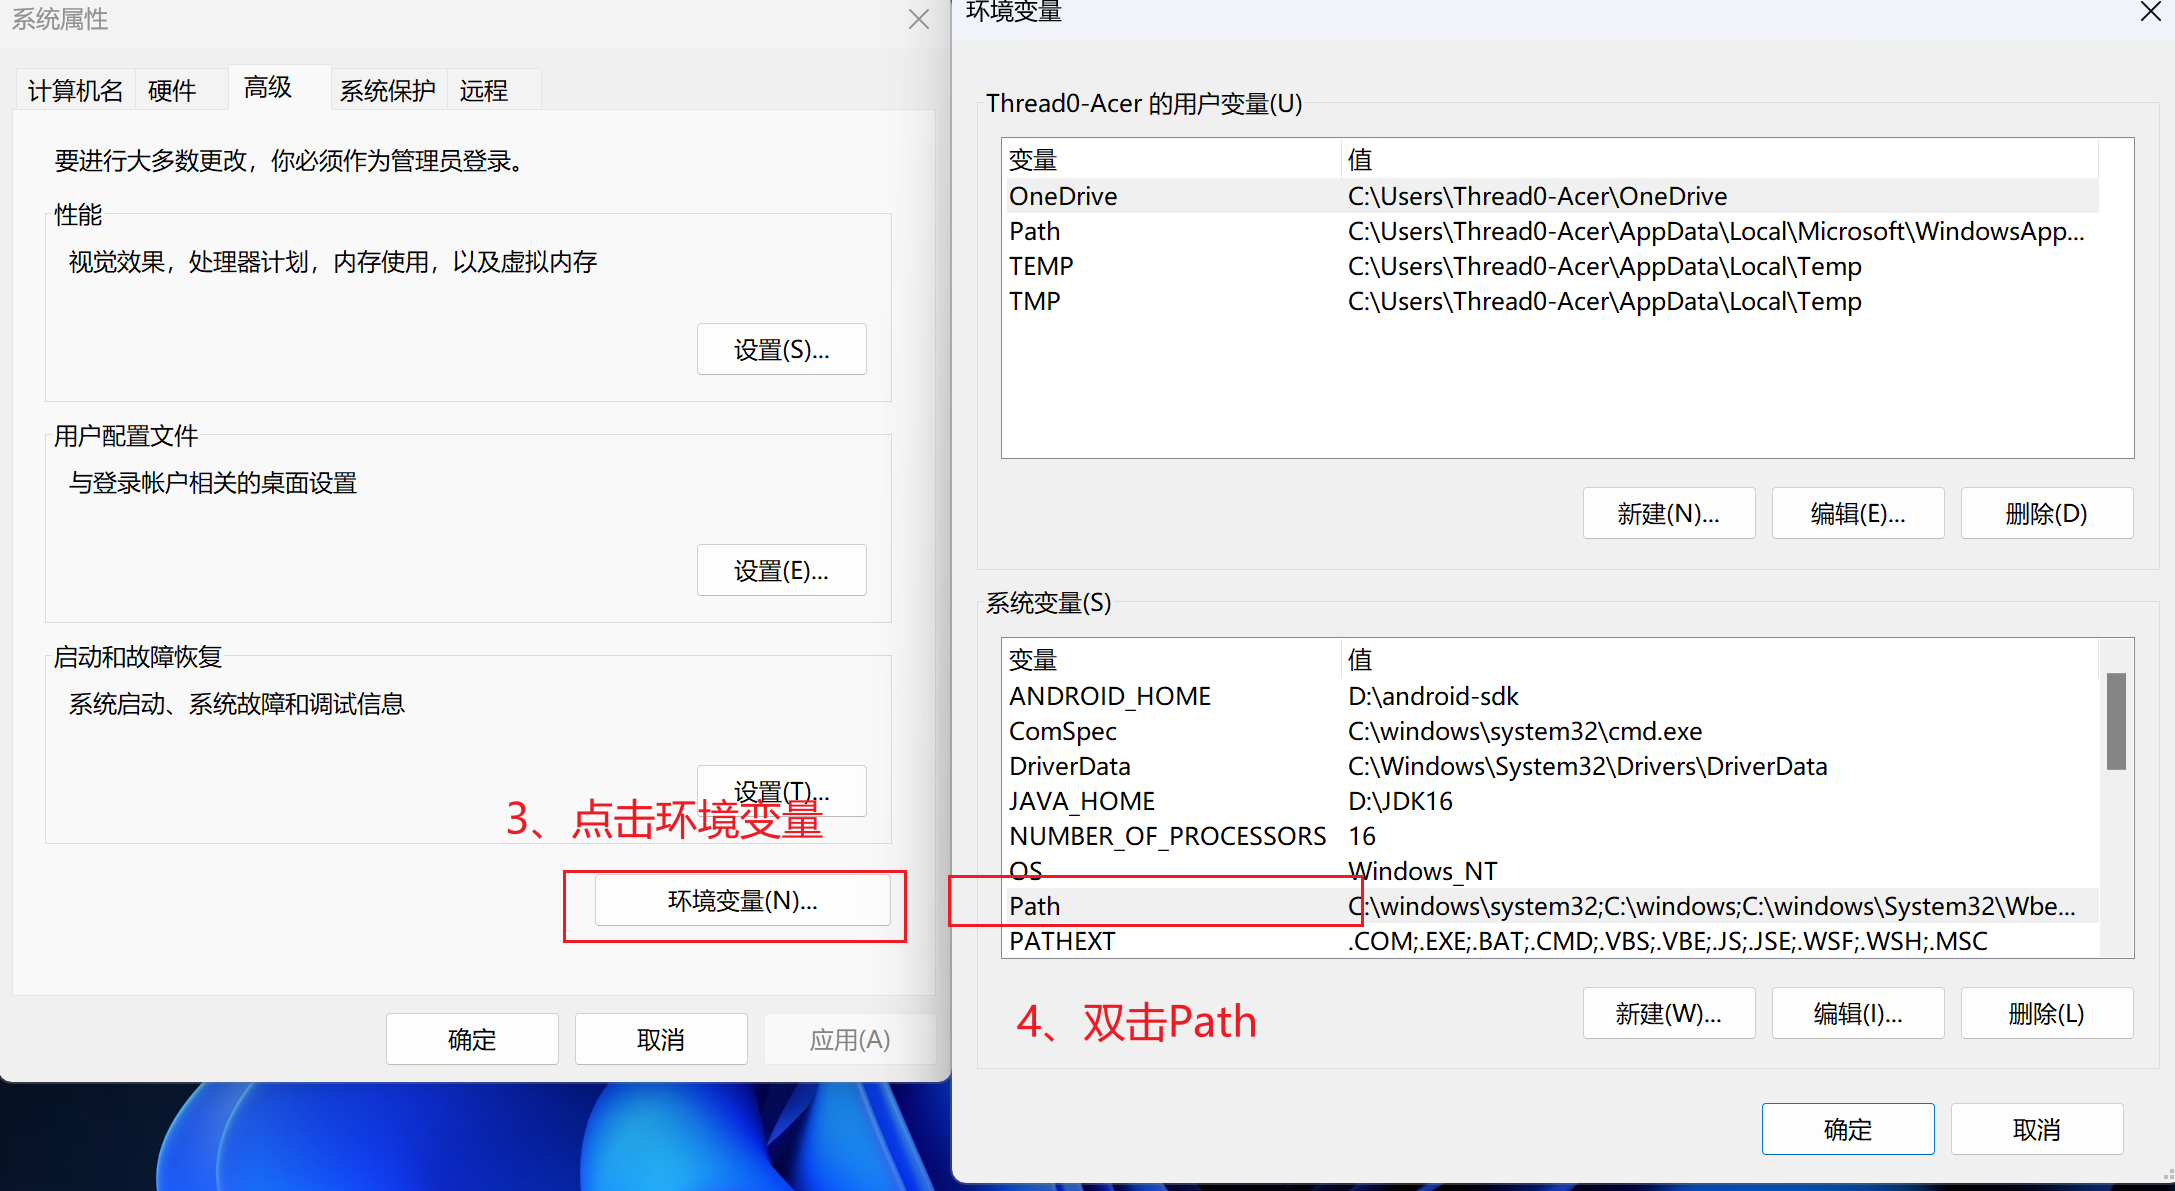 系统属性
计算机名
硬件
高级
系统保护
远程
要进行大多数更改，你必须作为管理员登录。
性能
视觉效果，处理器计划，内存使用，以及虚拟内存
设置(S)...
用户配置文件
与登录帐户相关的桌面设置
设置(E)...
启动和故障恢复
系统启动、系统故障和调试信息
设置(T)...
3、点击环境变量
环境变量(N)...
确定
取消
应用(A)
环境变量
Thread0-Acer 的用户变量(U)
变量 值
OneDrive C:\Users\Thread0-Acer\OneDrive
Path C:\Users\Thread0-Acer\AppData\Local\Microsoft\WindowsApp...
TEMP C:\Users\Thread0-Acer\AppData\Local\Temp
TMP C:\Users\Thread0-Acer\AppData\Local\Temp
新建(N)...
编辑(E)...
删除(D)
系统变量(S)
变量 值
ANDROID_HOME D:\android-sdk
ComSpec C:\windows\system32\cmd.exe
DriverData C:\Windows\System32\Drivers\DriverData
JAVA_HOME D:\JDK16
NUMBER_OF_PROCESSORS 16
OS Windows_NT
Path C:\windows\system32;C:\windows;C:\windows\System32\Wbe...
PATHEXT .COM;.EXE;.BAT;.CMD;.VBS;.VBE;.JS;.JSE;.WSF;.WSH;.MSC
4、双击Path
新建(W)...
编辑(I)...
删除(L)
确定
取消